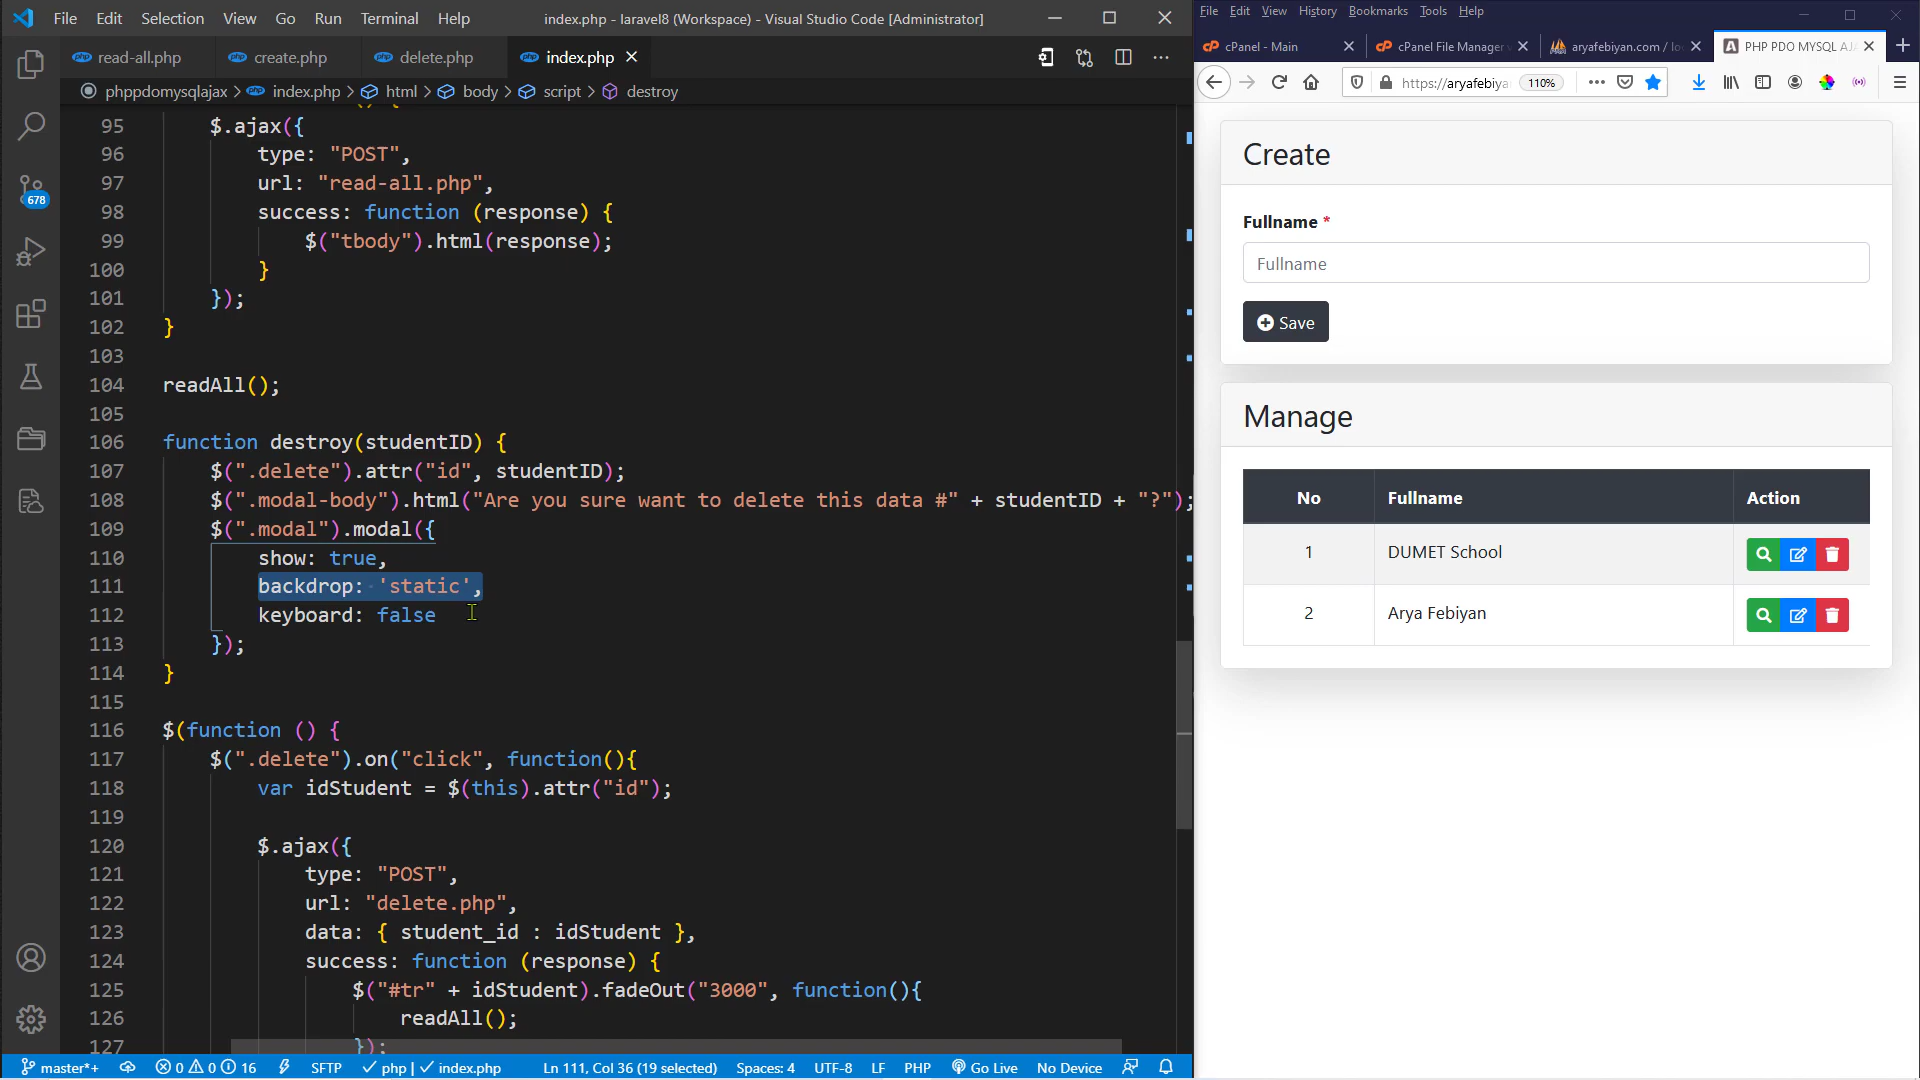 File Edit Selection View Go Run Terminal Help
index.php - laravel8 (Workspace) - Visual Studio Code [Administrator]
read-all.php
create.php
delete.php
index.php
phppdomysqlajax > index.php > html > body > script > destroy
95 $.ajax({
96 type: "POST",
97 url: "read-all.php",
98 success: function (response) {
99 $("tbody").html(response);
100 }
101 });
102 }
103
104 readAll();
105
106 function destroy(studentID) {
107 $(".delete").attr("id", studentID);
108 $(".modal-body").html("Are you sure want to delete this data #" + studentID + "?");
109 $(".modal").modal({
110 show: true,
111 backdrop: 'static',
112 keyboard: false
113 });
114 }
115
116 $(function () {
117 $(".delete").on("click", function(){
118 var idStudent = $(this).attr("id");
119
120 $.ajax({
121 type: "POST",
122 url: "delete.php",
123 data: { student_id : idStudent },
124 success: function (response) {
125 $("#tr" + idStudent).fadeOut("3000", function(){
126 readAll();
127 });
678
master*+
0 0 16
SFTP
php | index.php
Ln 111, Col 36 (19 selected)
Spaces: 4
UTF-8
LF
PHP
Go Live
No Device
File Edit View History Bookmarks Tools Help
cPanel - Main
cPanel File Manager
aryafebiyan.com / lo
PHP PDO MYSQL AJA
https://aryafebiya
110%
Create
Fullname *
Fullname
Save
Manage
No Fullname Action
1 DUMET School
2 Arya Febiyan